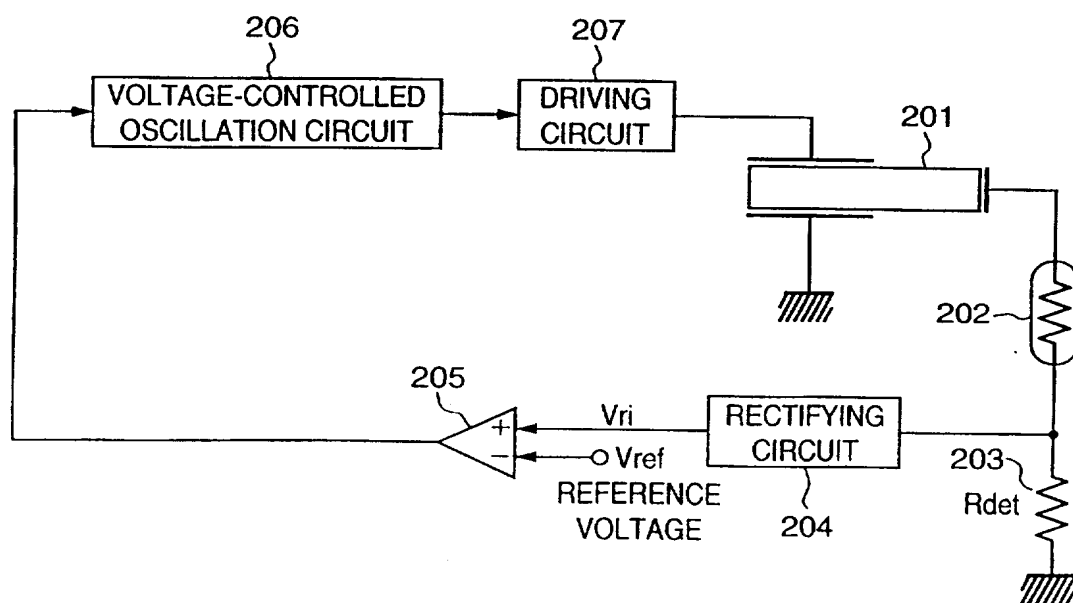 206
207
VOLTAGE-CONTROLLED
OSCILLATION CIRCUIT
DRIVING
CIRCUIT
201
202
205
+
−
Vri
Vref
REFERENCE
VOLTAGE
RECTIFYING
CIRCUIT
204
203
Rdet